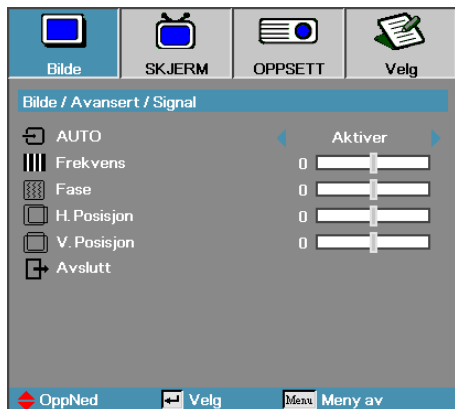 Bilde SKJERM OPPSETT Velg
Bilde / Avansert / Signal
AUTO Aktiver
Frekvens 0
Fase 0
H. Posisjon 0
V. Posisjon 0
Avslutt
OppNed Velg Menu Meny av